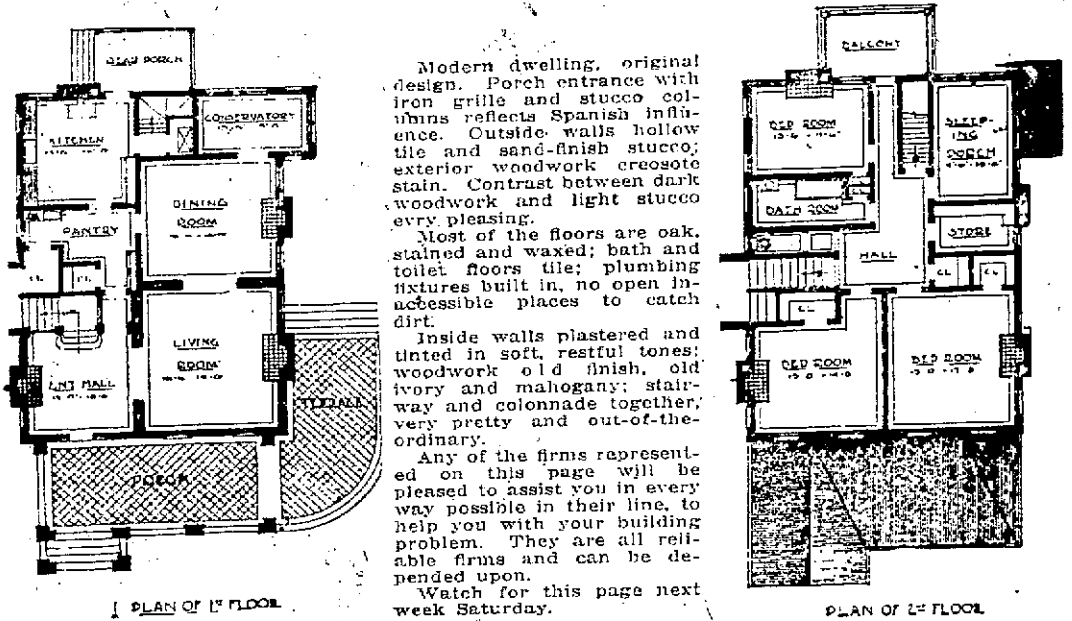 REAR PORCH
KITCHEN
CONSERVATORY
DINING
ROOM
PANTRY
CL.
CL.
LIVING
ROOM
ENT HALL
PORCH
PLAN OF 1ST FLOOR
Modern dwelling, original
design. Porch entrance with
iron grille and stucco col-
umns reflects Spanish influ-
ence. Outside walls hollow
tile and sand-finish stucco;
exterior woodwork creosote
stain. Contrast between dark
woodwork and light stucco
evry pleasing.
Most of the floors are oak,
stained and waxed; bath and
toilet floors tile; plumbing
fixtures built in, no open in-
accessible places to catch
dirt.
Inside walls plastered and
tinted in soft, restful tones;
woodwork old finish, old
ivory and mahogany; stair-
way and colonnade together,
very pretty and out-of-the-
ordinary.
Any of the firms represent-
ed on this page will be
pleased to assist you in every
way possible in their line, to
help you with your building
problem. They are all reli-
able firms and can be de-
pended upon.
Watch for this page next
week Saturday.
BALCONY
BED ROOM
SLEEP-
ING
PORCH
BATH ROOM
STORE
HALL
CL.
CL.
CL.
BED ROOM
BED ROOM
PLAN OF 2ND FLOOR